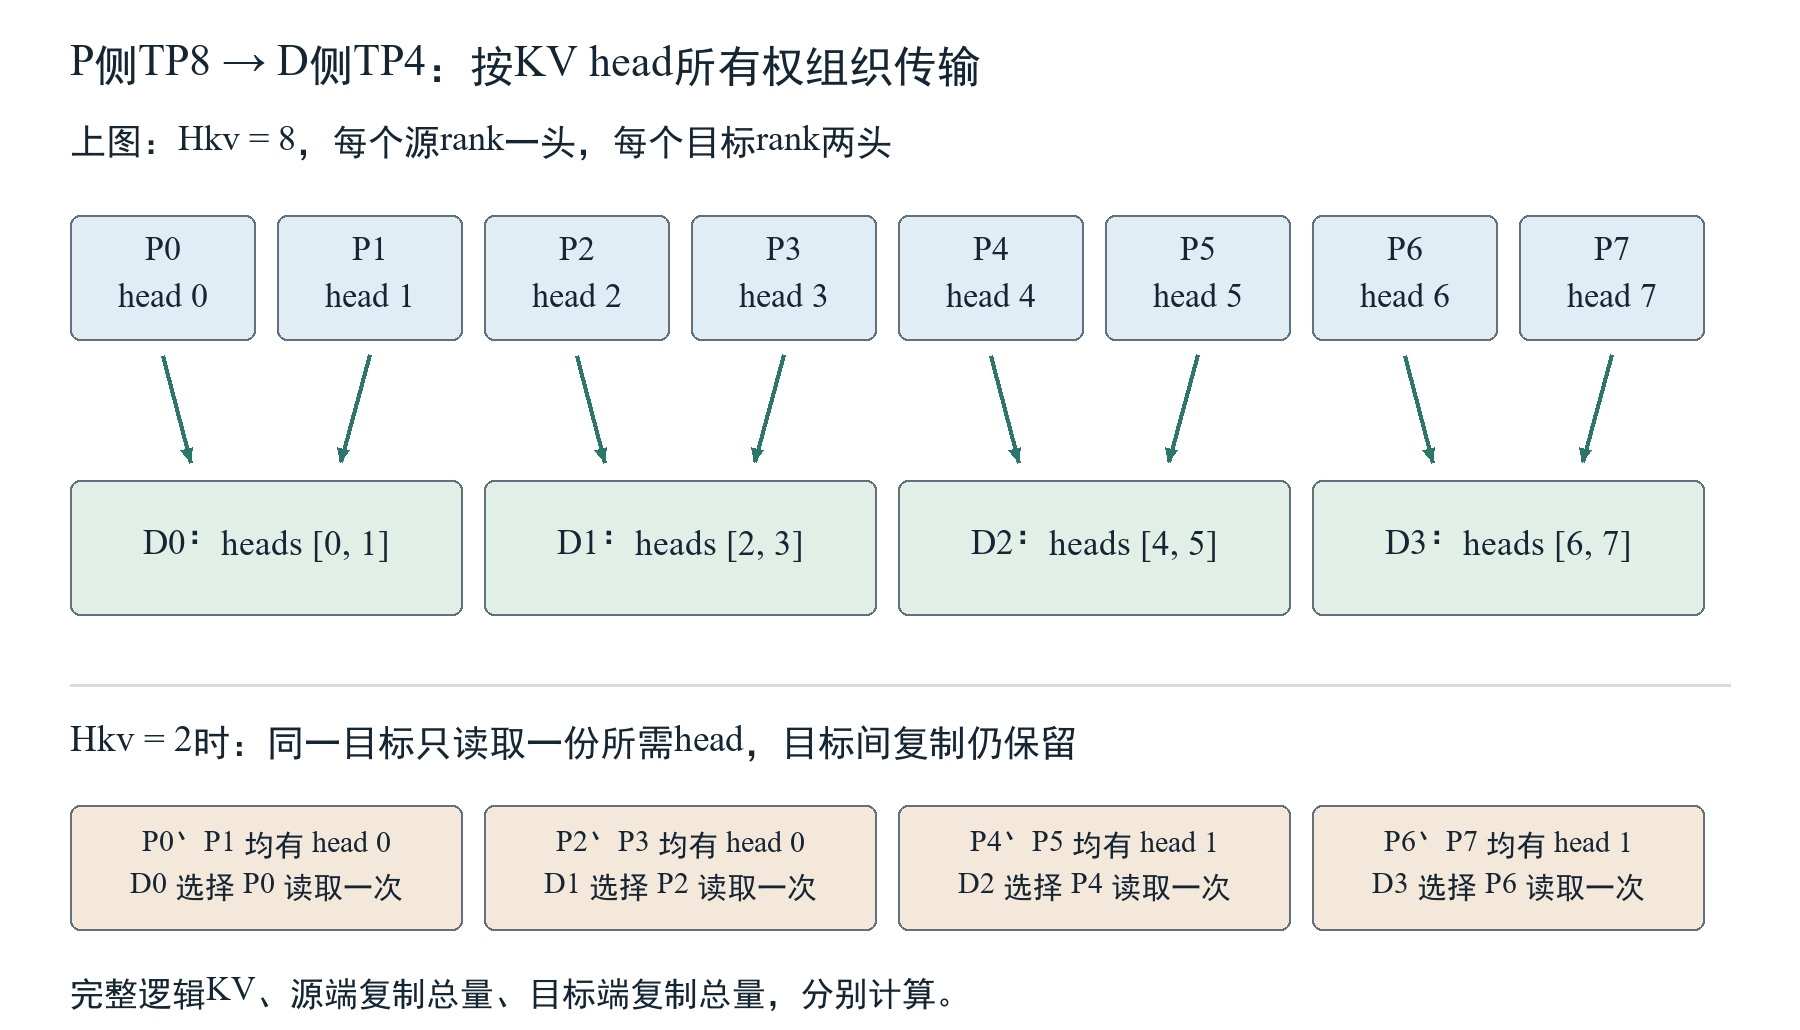 P侧TP8 → D侧TP4：按KV head所有权组织传输
上图：Hkv = 8，每个源rank一头，每个目标rank两头
P0
head 0
P1
head 1
P2
head 2
P3
head 3
P4
head 4
P5
head 5
P6
head 6
P7
head 7
D0：heads [0, 1]
D1：heads [2, 3]
D2：heads [4, 5]
D3：heads [6, 7]
Hkv = 2时：同一目标只读取一份所需head，目标间复制仍保留
P0、P1 均有 head 0
D0 选择 P0 读取一次
P2、P3 均有 head 0
D1 选择 P2 读取一次
P4、P5 均有 head 1
D2 选择 P4 读取一次
P6、P7 均有 head 1
D3 选择 P6 读取一次
完整逻辑KV、源端复制总量、目标端复制总量，分别计算。